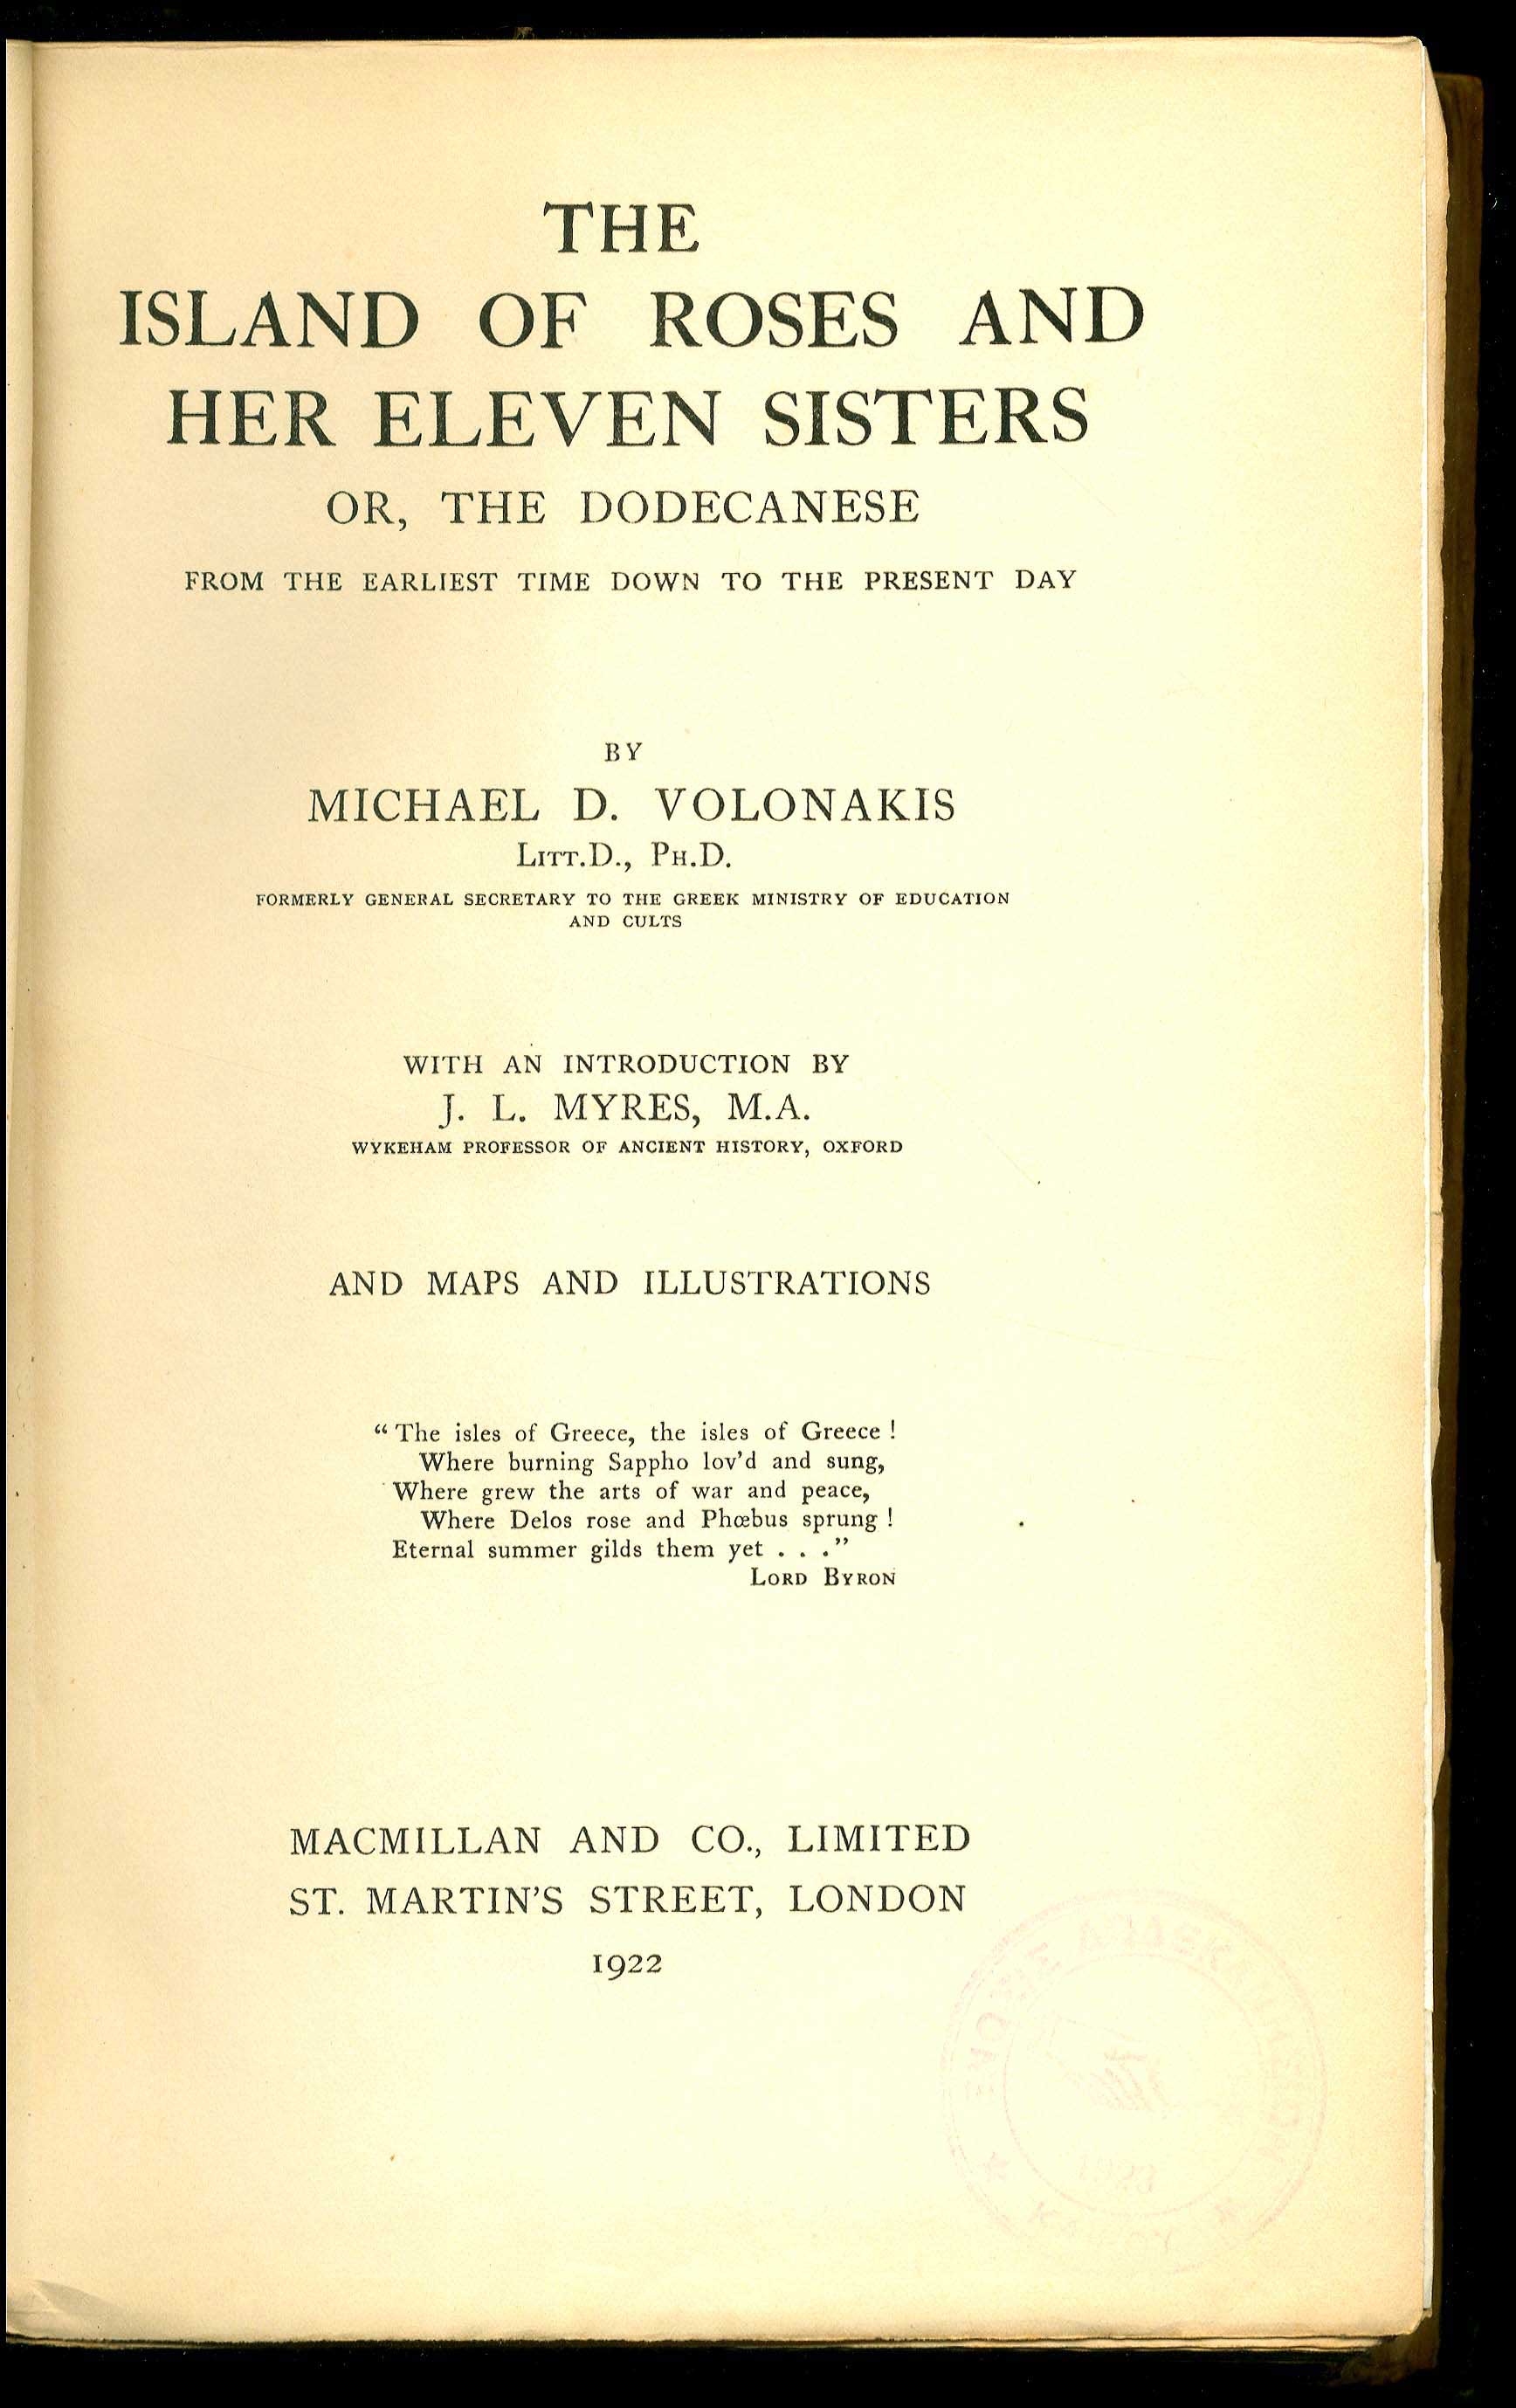 THE
ISLAND OF ROSES AND
HER ELEVEN SISTERS
OR, THE DODECANESE
FROM THE EARLIEST TIME DOWN TO THE PRESENT DAY
BY
MICHAEL D. VOLONAKIS
LITT.D., PH.D.
FORMERLY GENERAL SECRETARY TO THE GREEK MINISTRY OF EDUCATION
AND CULTS
WITH AN INTRODUCTION BY
J. L. MYRES, M.A.
WYKEHAM PROFESSOR OF ANCIENT HISTORY, OXFORD
AND MAPS AND ILLUSTRATIONS
“The isles of Greece, the isles of Greece!
Where burning Sappho lov’d and sung,
Where grew the arts of war and peace,
Where Delos rose and Phœbus sprung!
Eternal summer gilds them yet . . .”
LORD BYRON
MACMILLAN AND CO., LIMITED
ST. MARTIN’S STREET, LONDON
1922